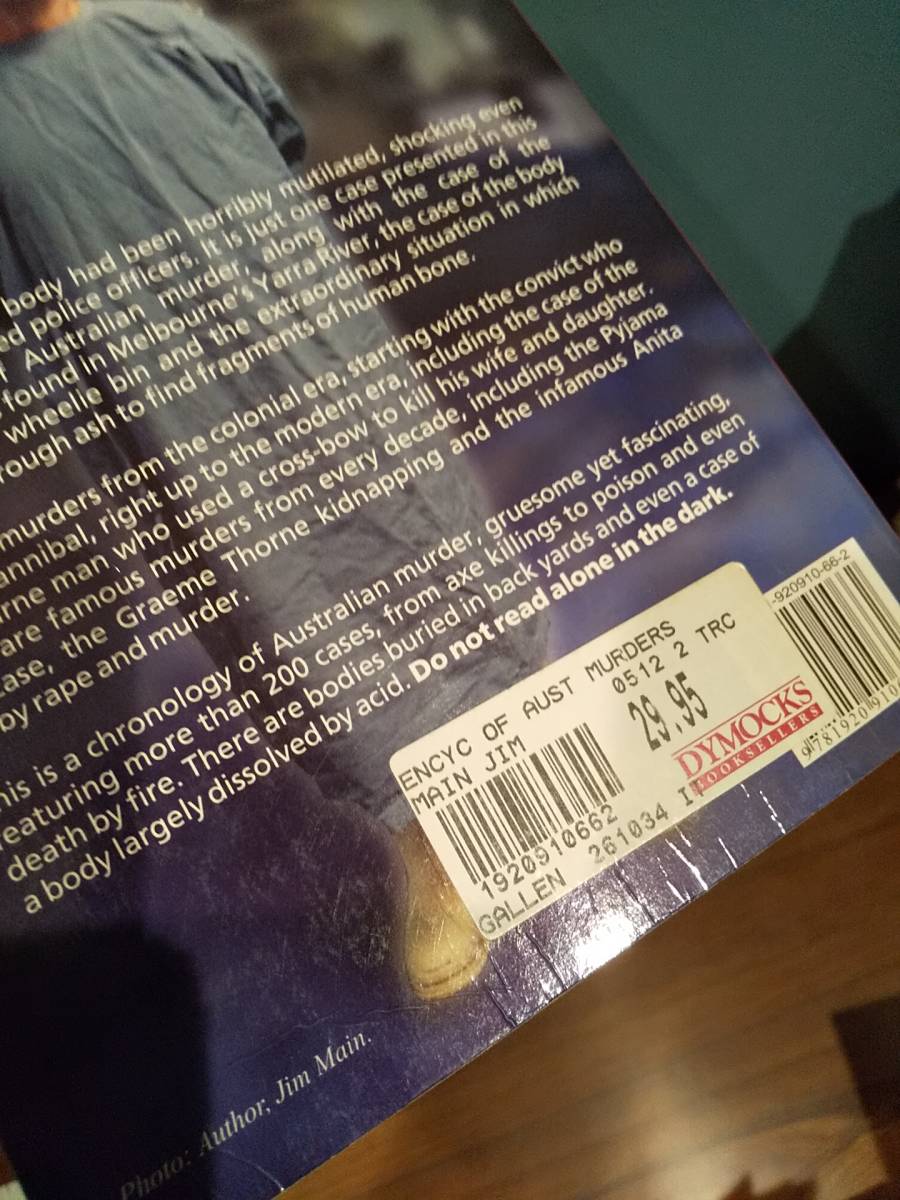 body had been horribly mutilated, shocking even
ed police officers. It is just one case presented in this
Australian murder, along with the case of the
found in Melbourne's Yarra River, the case of the body
wheelie bin and the extraordinary situation in which
rough ash to find fragments of human bone.
murders from the colonial era, starting with the convict who
annibal, right up to the modern era, including the case of the
rne man who used a cross-bow to kill his wife and daughter.
are famous murders from every decade, including the Pyjama
ase, the Graeme Thorne kidnapping and the infamous Anita
by rape and murder.
his is a chronology of Australian murder, gruesome yet fascinating,
eaturing more than 200 cases, from axe killings to poison and even
death by fire. There are bodies buried in back yards and even a case of
a body largely dissolved by acid. Do not read alone in the dark.
-920910-66-2
ENCYC OF AUST MURDERS
MAIN JIM 0512 2 TRC
29.95
DYMOCKS
BOOKSELLERS
1920910662
GALLEN 261034 I
9 781920 910
Photo: Author, Jim Main.